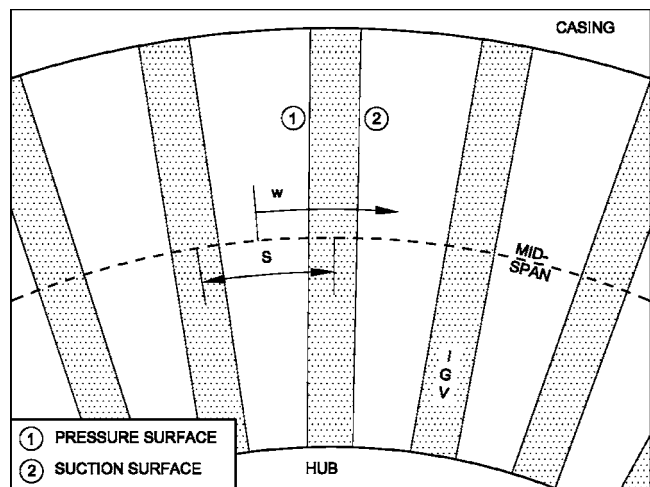 CASING
1 2
w
S
MID-
SPAN
I
G
V
1 PRESSURE SURFACE
2 SUCTION SURFACE
HUB